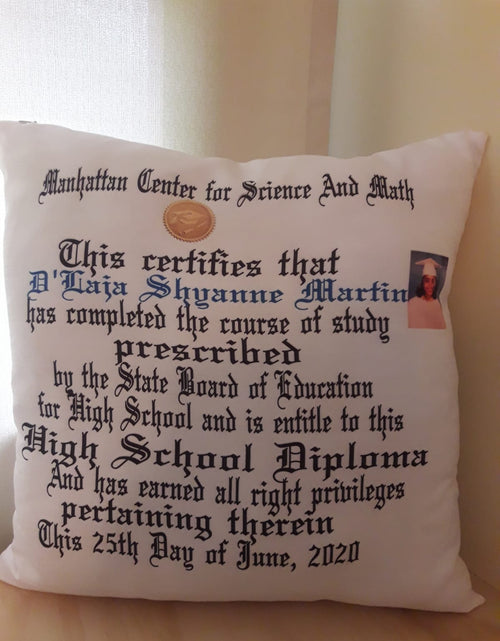 Manhattan Center for Science And Math
This certifies that
D'Laja Shyanne Martin
has completed the course of study
prescribed
by the State Board of Education
for High School and is entitle to this
High School Diploma
And has earned all right privileges
pertaining therein
This 25th Day of June, 2020